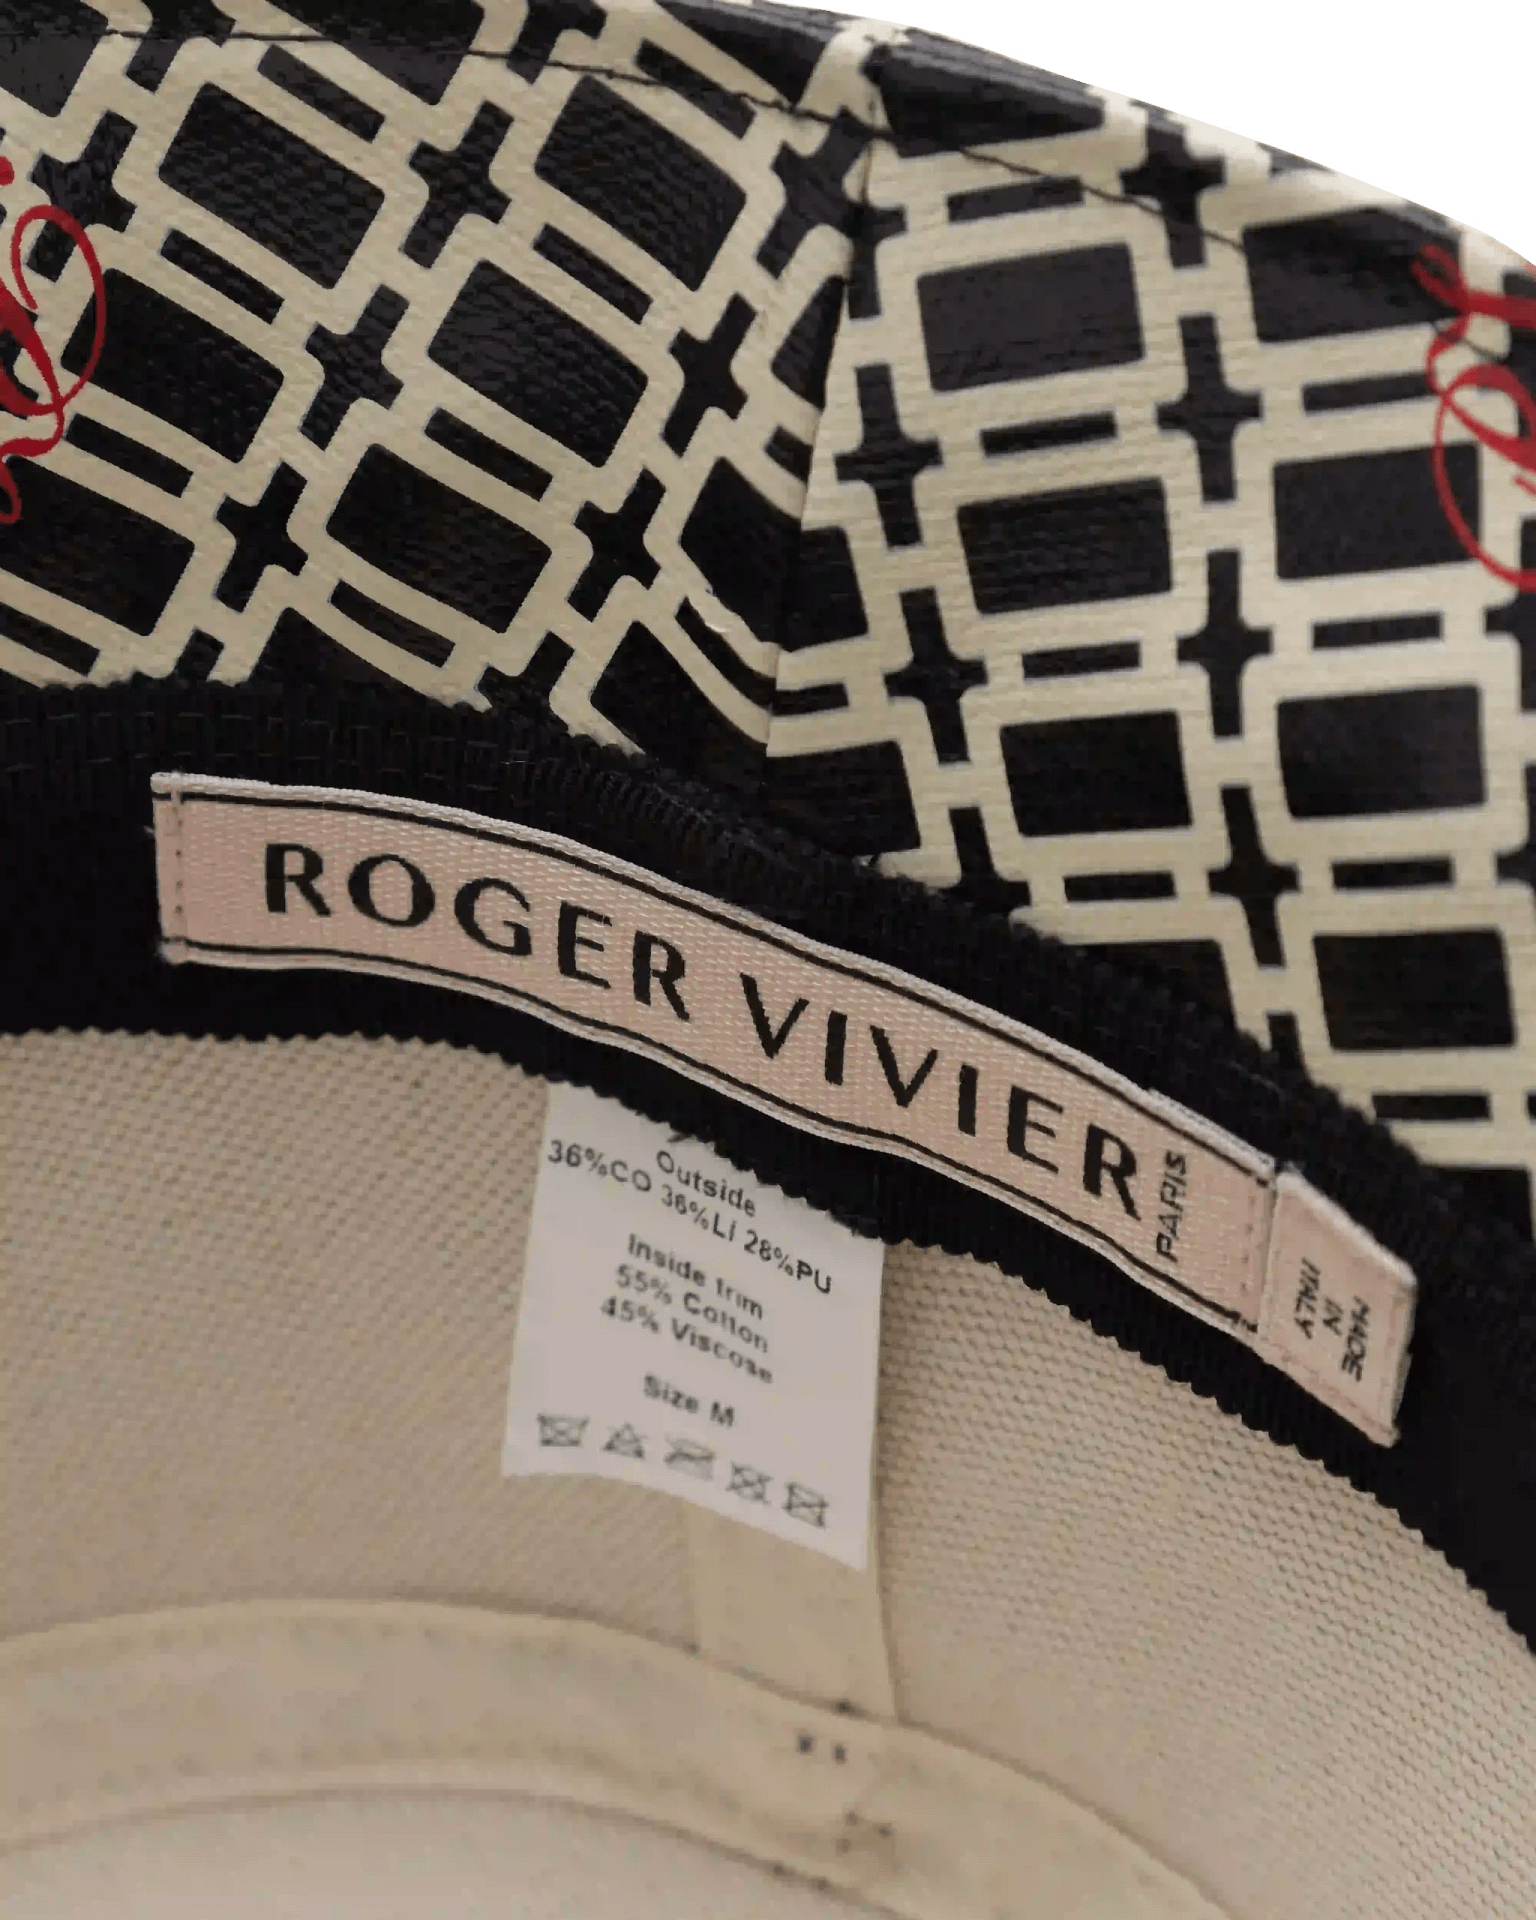 ROGER VIVIER
PARIS
MADE
IN
ITALY
Outside
36%CO 36%Li 28%PU
Inside trim
55% Cotton
45% Viscose
Size M